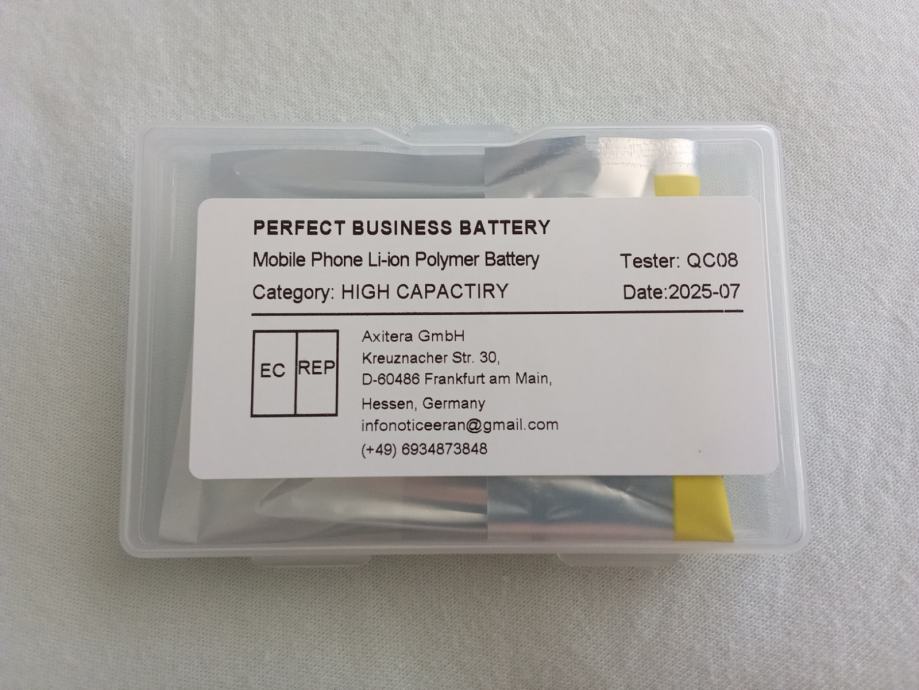 PERFECT BUSINESS BATTERY
Mobile Phone Li-ion Polymer Battery
Tester: QC08
Category: HIGH CAPACTIRY
Date:2025-07
EC REP
Axitera GmbH
Kreuznacher Str. 30,
D-60486 Frankfurt am Main,
Hessen, Germany
infonoticeeran@gmail.com
(+49) 6934873848